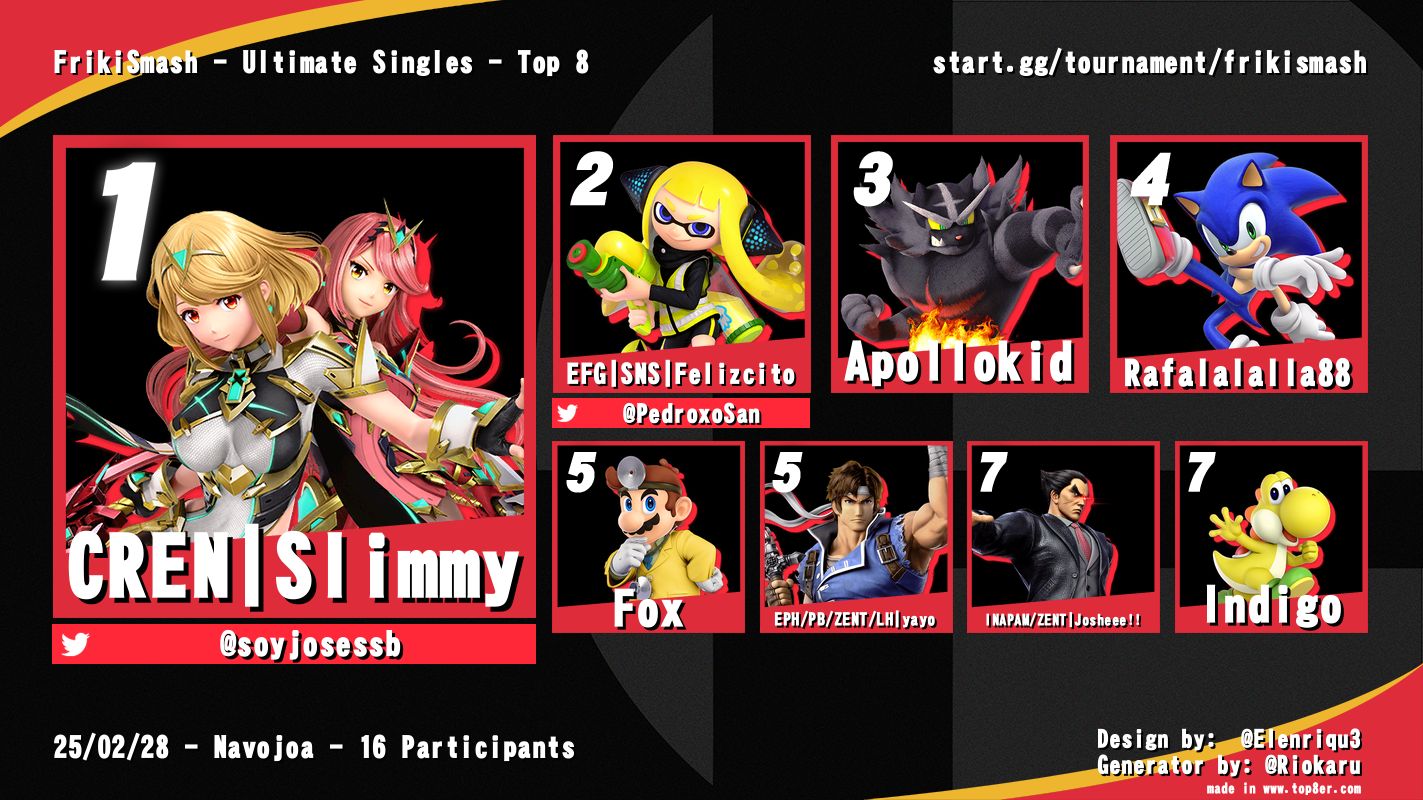 FrikiSmash - Ultimate Singles - Top 8
start.gg/tournament/frikismash
1
CREN|Slimmy
@soyjosessb
2
EFG|SNS|Felizcito
@PedroxoSan
3
Apollokid
4
Rafalalalla88
5
Fox
5
EPH/PB/ZENT/LH|yayo
7
INAPAM/ZENT|Josheee!!
7
Indigo
25/02/28 - Navojoa - 16 Participants
Design by: @Elenriqu3
Generator by: @Riokaru
made in www.top8er.com